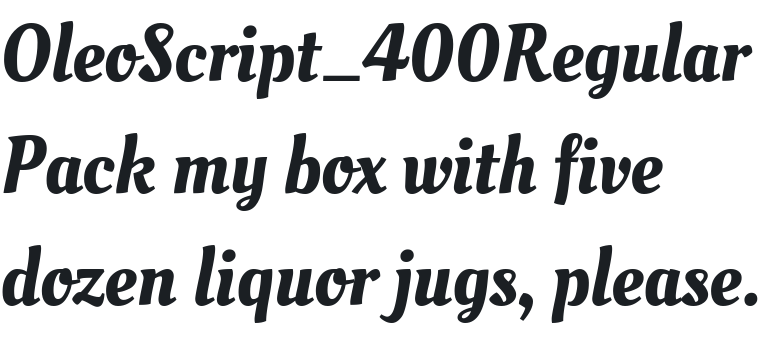 OleoScript_400Regular
Pack my box with five
dozen liquor jugs, please.